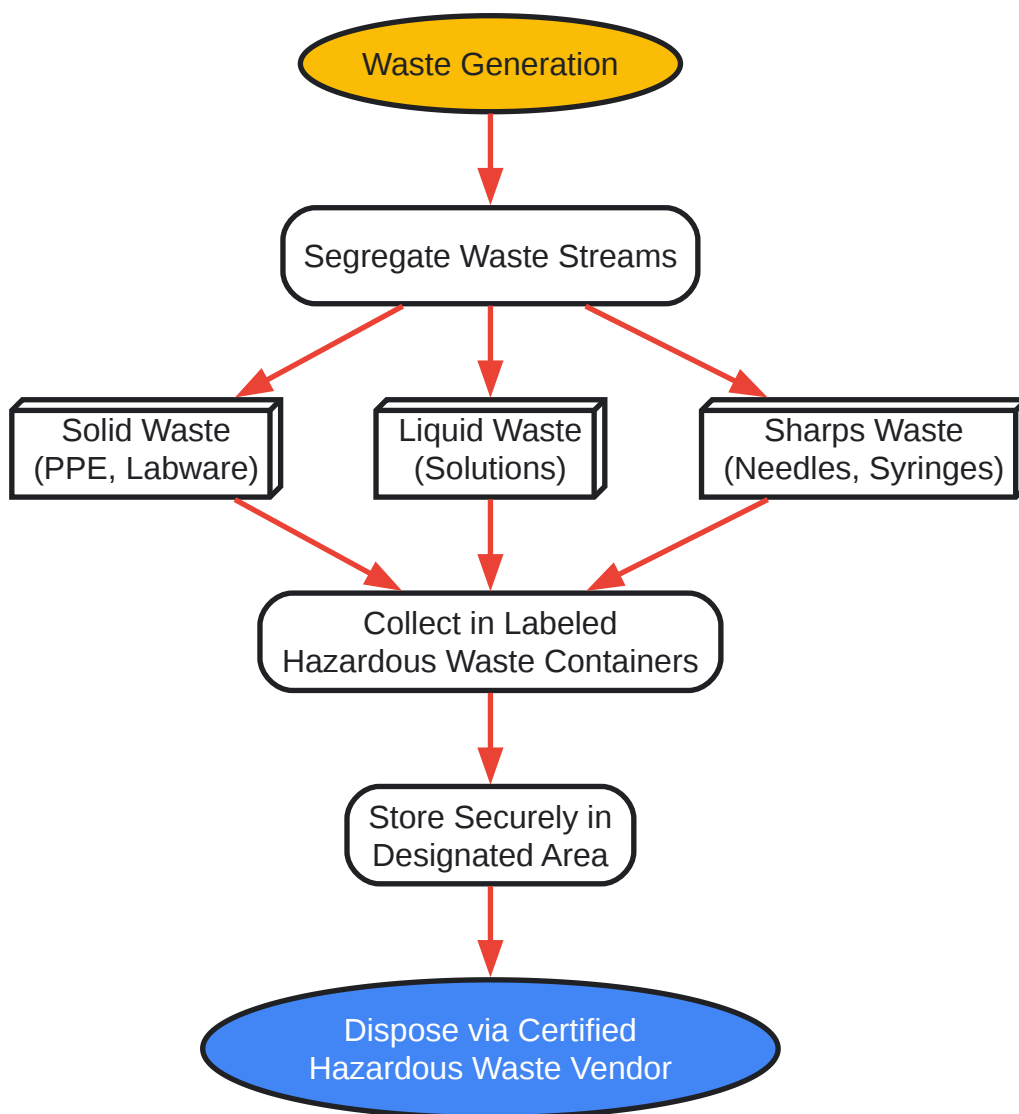 Waste Generation
Segregate Waste Streams
Solid Waste
(PPE, Labware)
Liquid Waste
(Solutions)
Sharps Waste
(Needles, Syringes)
Collect in Labeled
Hazardous Waste Containers
Store Securely in
Designated Area
Dispose via Certified
Hazardous Waste Vendor